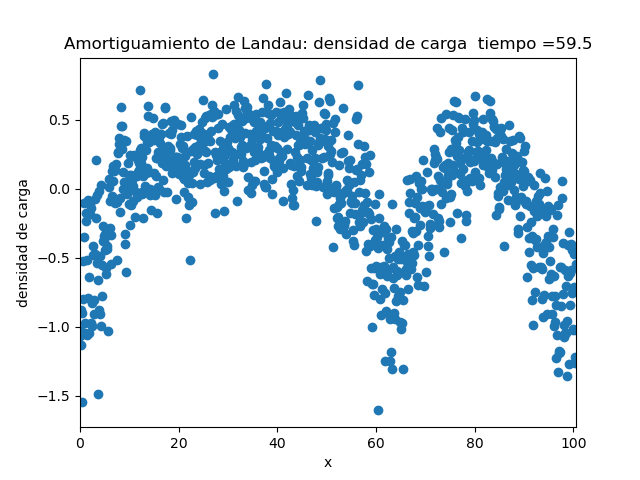 Amortiguamiento de Landau: densidad de carga  tiempo =59.5
densidad de carga
0.5
0.0
−0.5
−1.0
−1.5
0 20 40 60 80 100
x